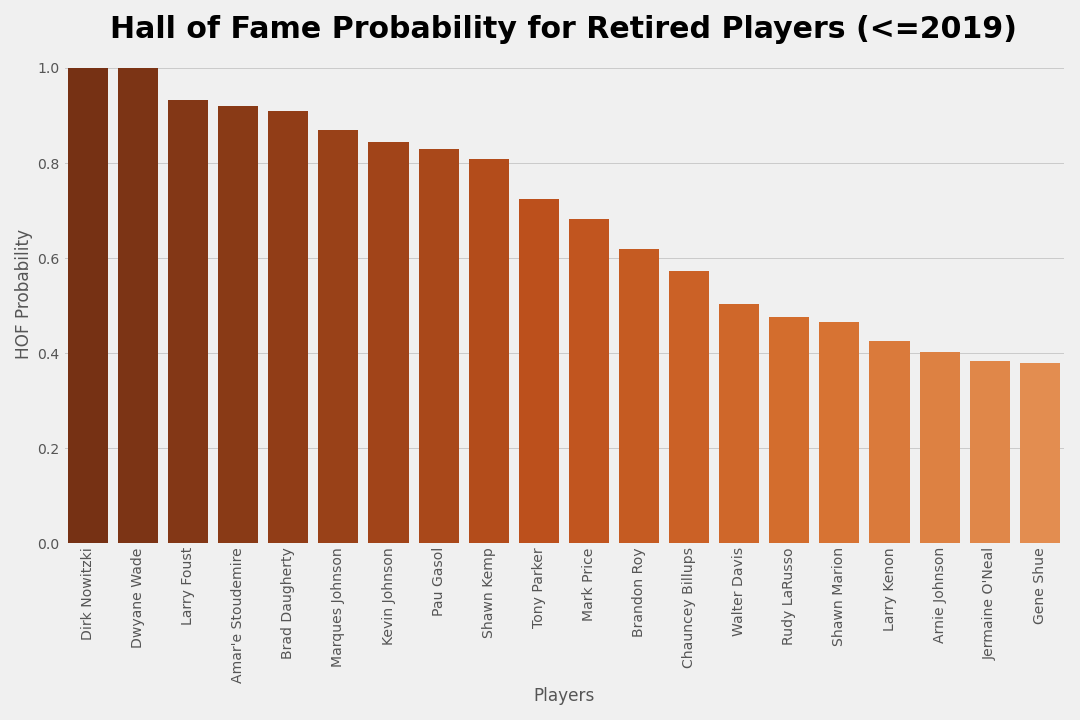 Hall of Fame Probability for Retired Players (<=2019)
1.0
0.8
0.6
0.4
0.2
0.0
HOF Probability
Dirk Nowitzki
Dwyane Wade
Larry Foust
Amar'e Stoudemire
Brad Daugherty
Marques Johnson
Kevin Johnson
Pau Gasol
Shawn Kemp
Tony Parker
Mark Price
Brandon Roy
Chauncey Billups
Walter Davis
Rudy LaRusso
Shawn Marion
Larry Kenon
Arnie Johnson
Jermaine O'Neal
Gene Shue
Players